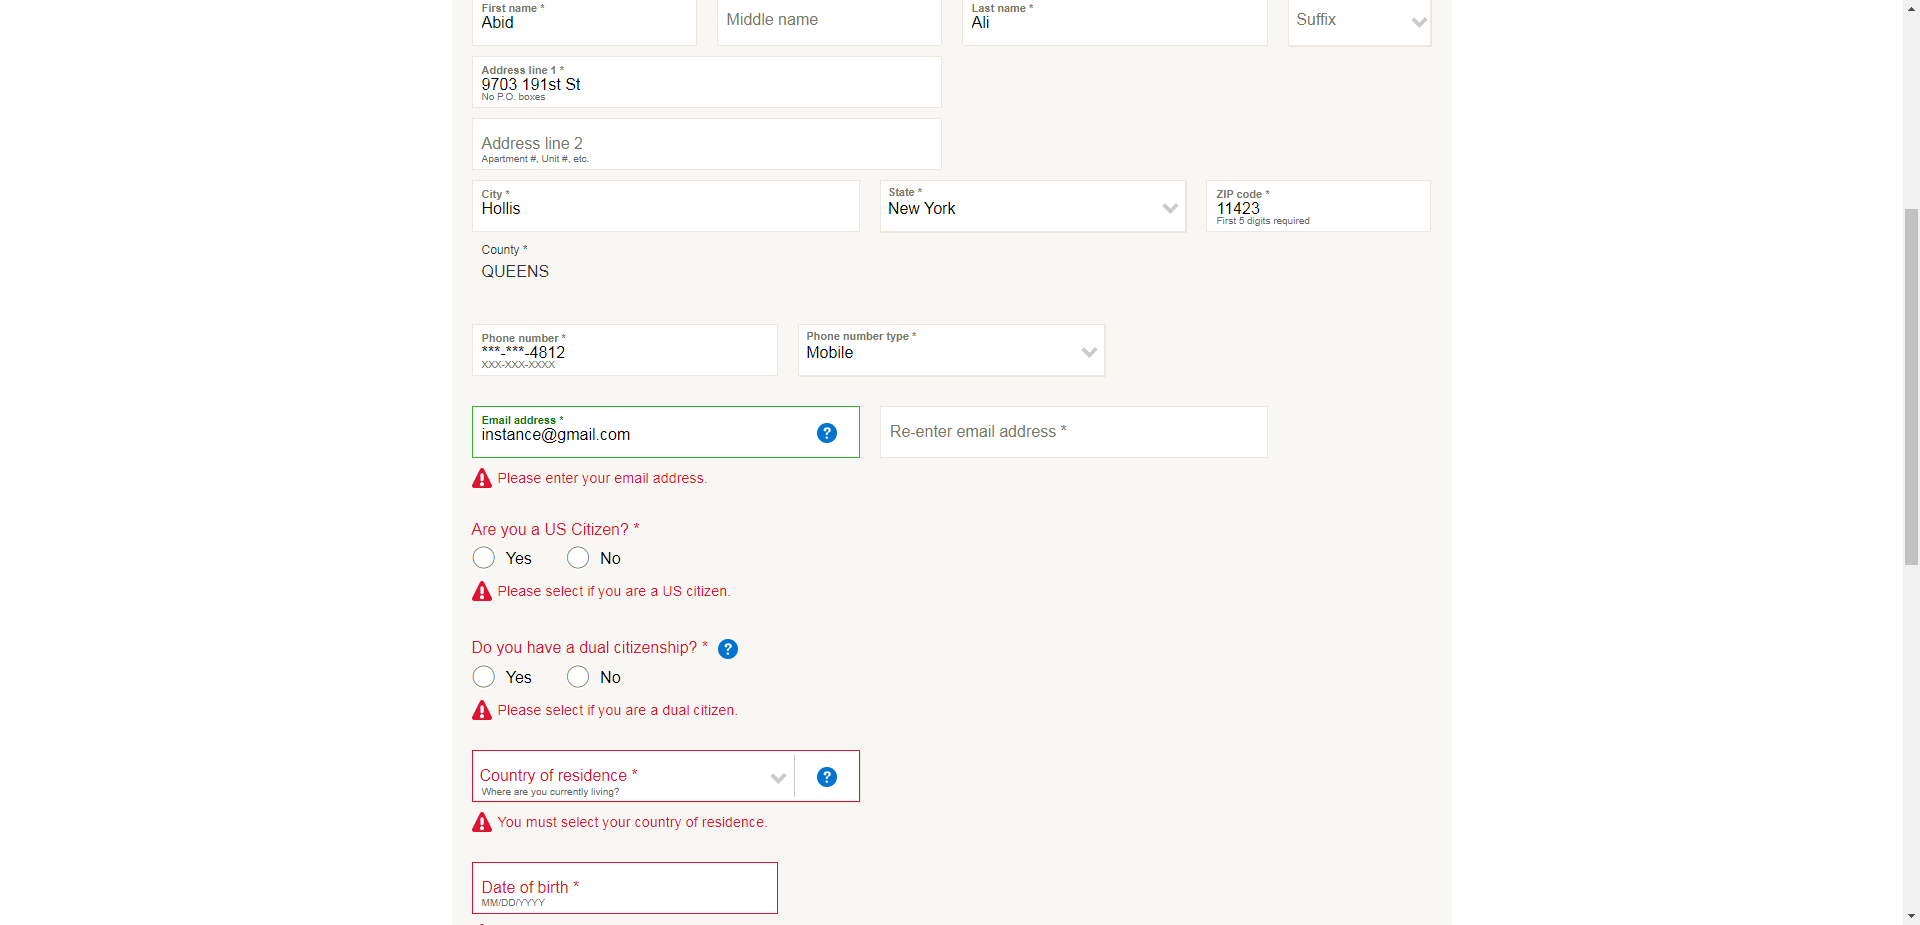 First name *
Abid
Middle name
Last name *
Ali
Suffix
Address line 1 *
9703 191st St
No P.O. boxes
Address line 2
Apartment #, Unit #, etc.
City *
Hollis
State *
New York
ZIP code *
11423
First 5 digits required
County *
QUEENS
Phone number *
***-***-4812
XXX-XXX-XXXX
Phone number type *
Mobile
Email address *
instance@gmail.com
Re-enter email address *
Please enter your email address.
Are you a US Citizen? *
Yes No
Please select if you are a US citizen.
Do you have a dual citizenship? *
Yes No
Please select if you are a dual citizen.
Country of residence *
Where are you currently living?
You must select your country of residence.
Date of birth *
MM/DD/YYYY